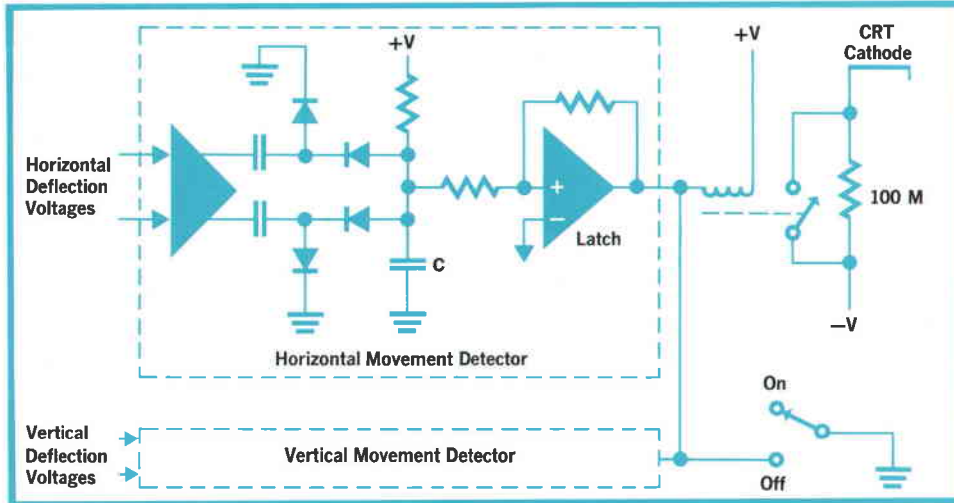 +V
+V
CRT
Cathode
Horizontal
Deflection
Voltages
+
−
Latch
100 M
C
−V
Horizontal Movement Detector
On
Vertical
Deflection
Voltages
Vertical Movement Detector
Off